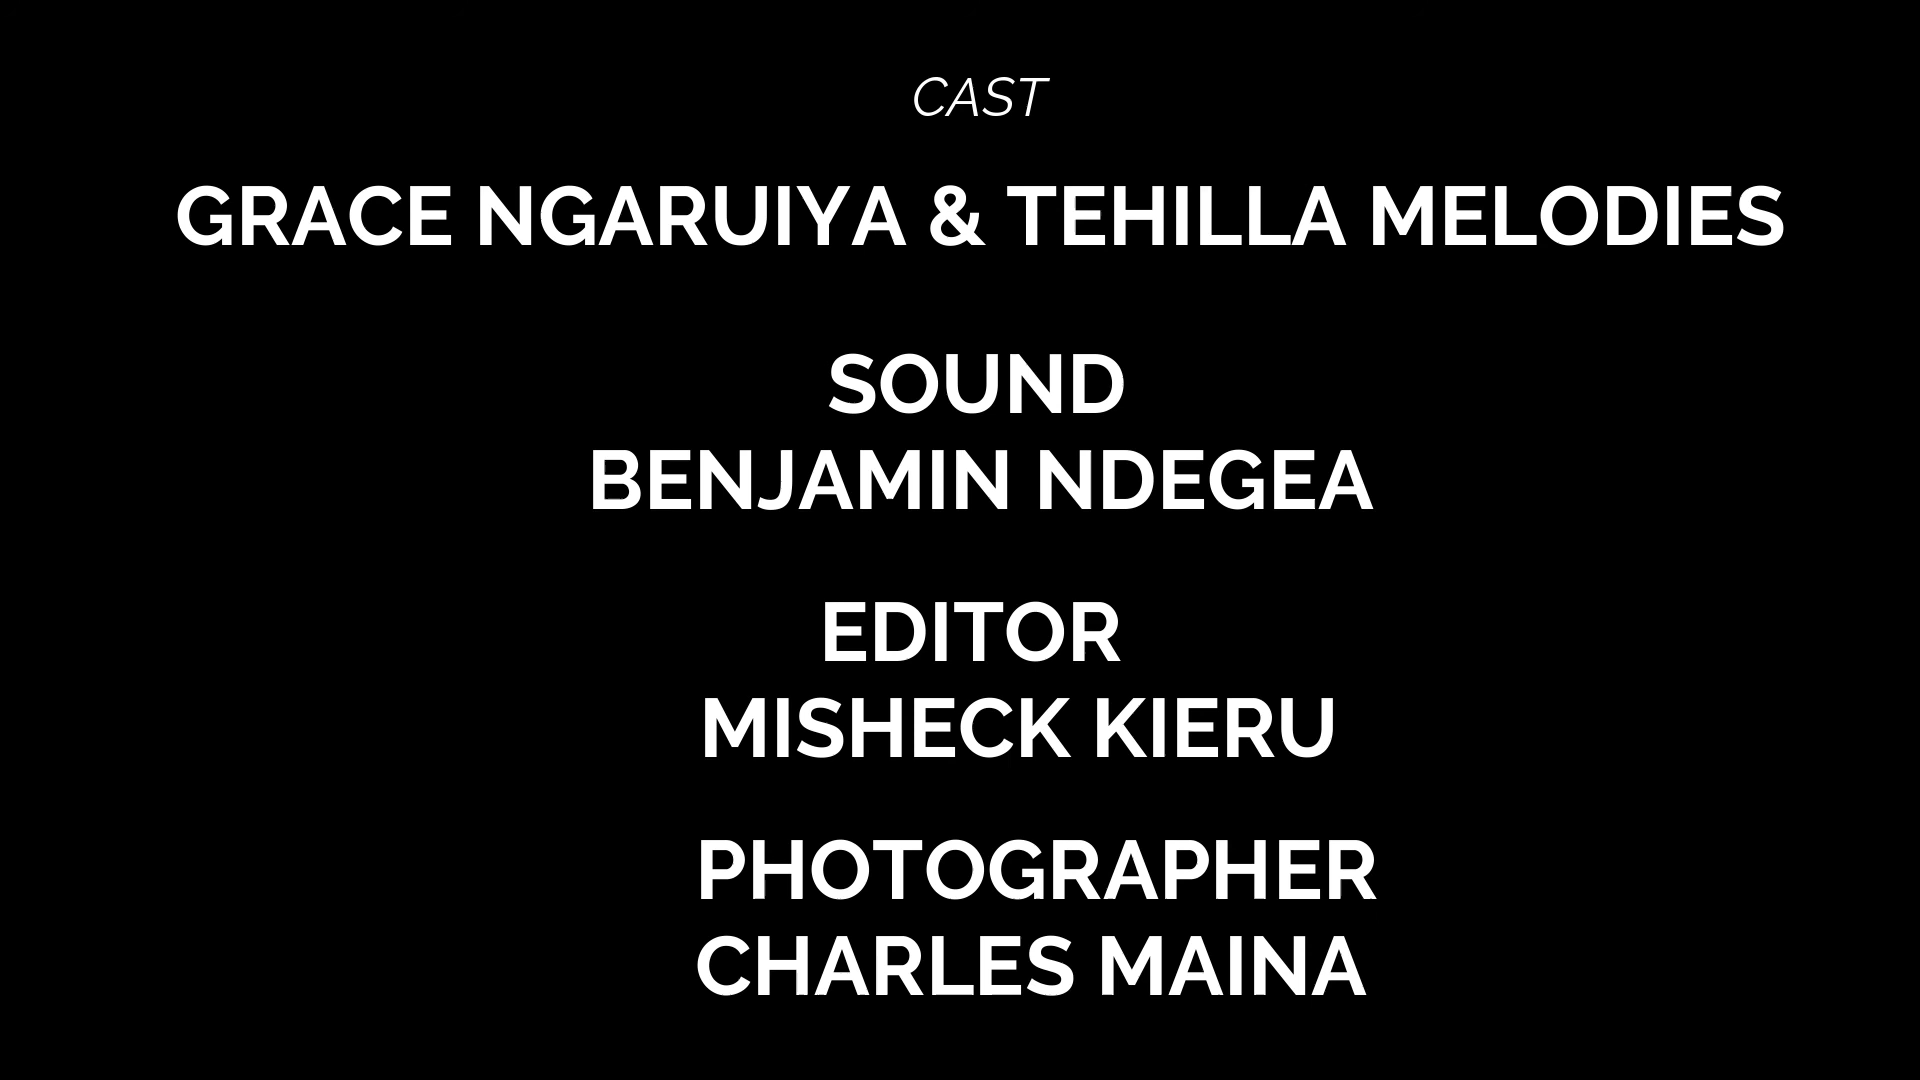 CAST
GRACE NGARUIYA & TEHILLA MELODIES
SOUND
BENJAMIN NDEGEA
EDITOR
MISHECK KIERU
PHOTOGRAPHER
CHARLES MAINA